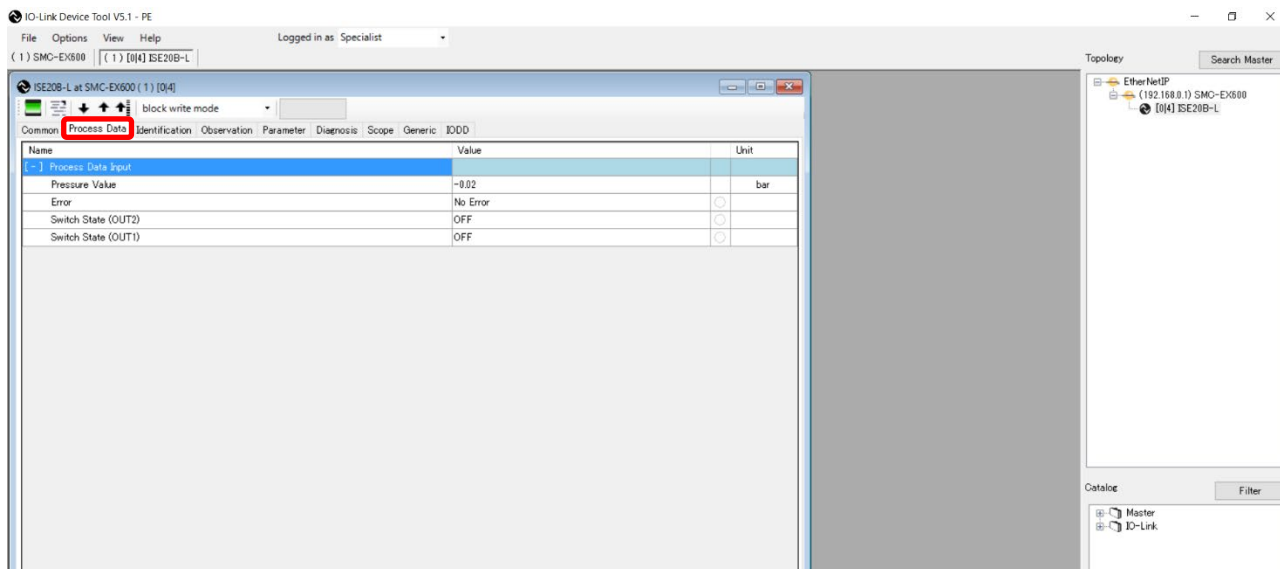 IO-Link Device Tool V5.1 - PE
File Options View Help Logged in as Specialist
( 1 ) SMC-EX600 ( 1 ) [0|4] ISE20B-L
Topology Search Master
EtherNetIP
(192.168.0.1) SMC-EX600
[0|4] ISE20B-L
ISE20B-L at SMC-EX600 ( 1 ) [0|4]
block write mode
Common Process Data Identification Observation Parameter Diagnosis Scope Generic IODD
Name Value Unit
[ - ] Process Data Input
Pressure Value -0.02 bar
Error No Error
Switch State (OUT2) OFF
Switch State (OUT1) OFF
Catalog Filter
Master
IO-Link